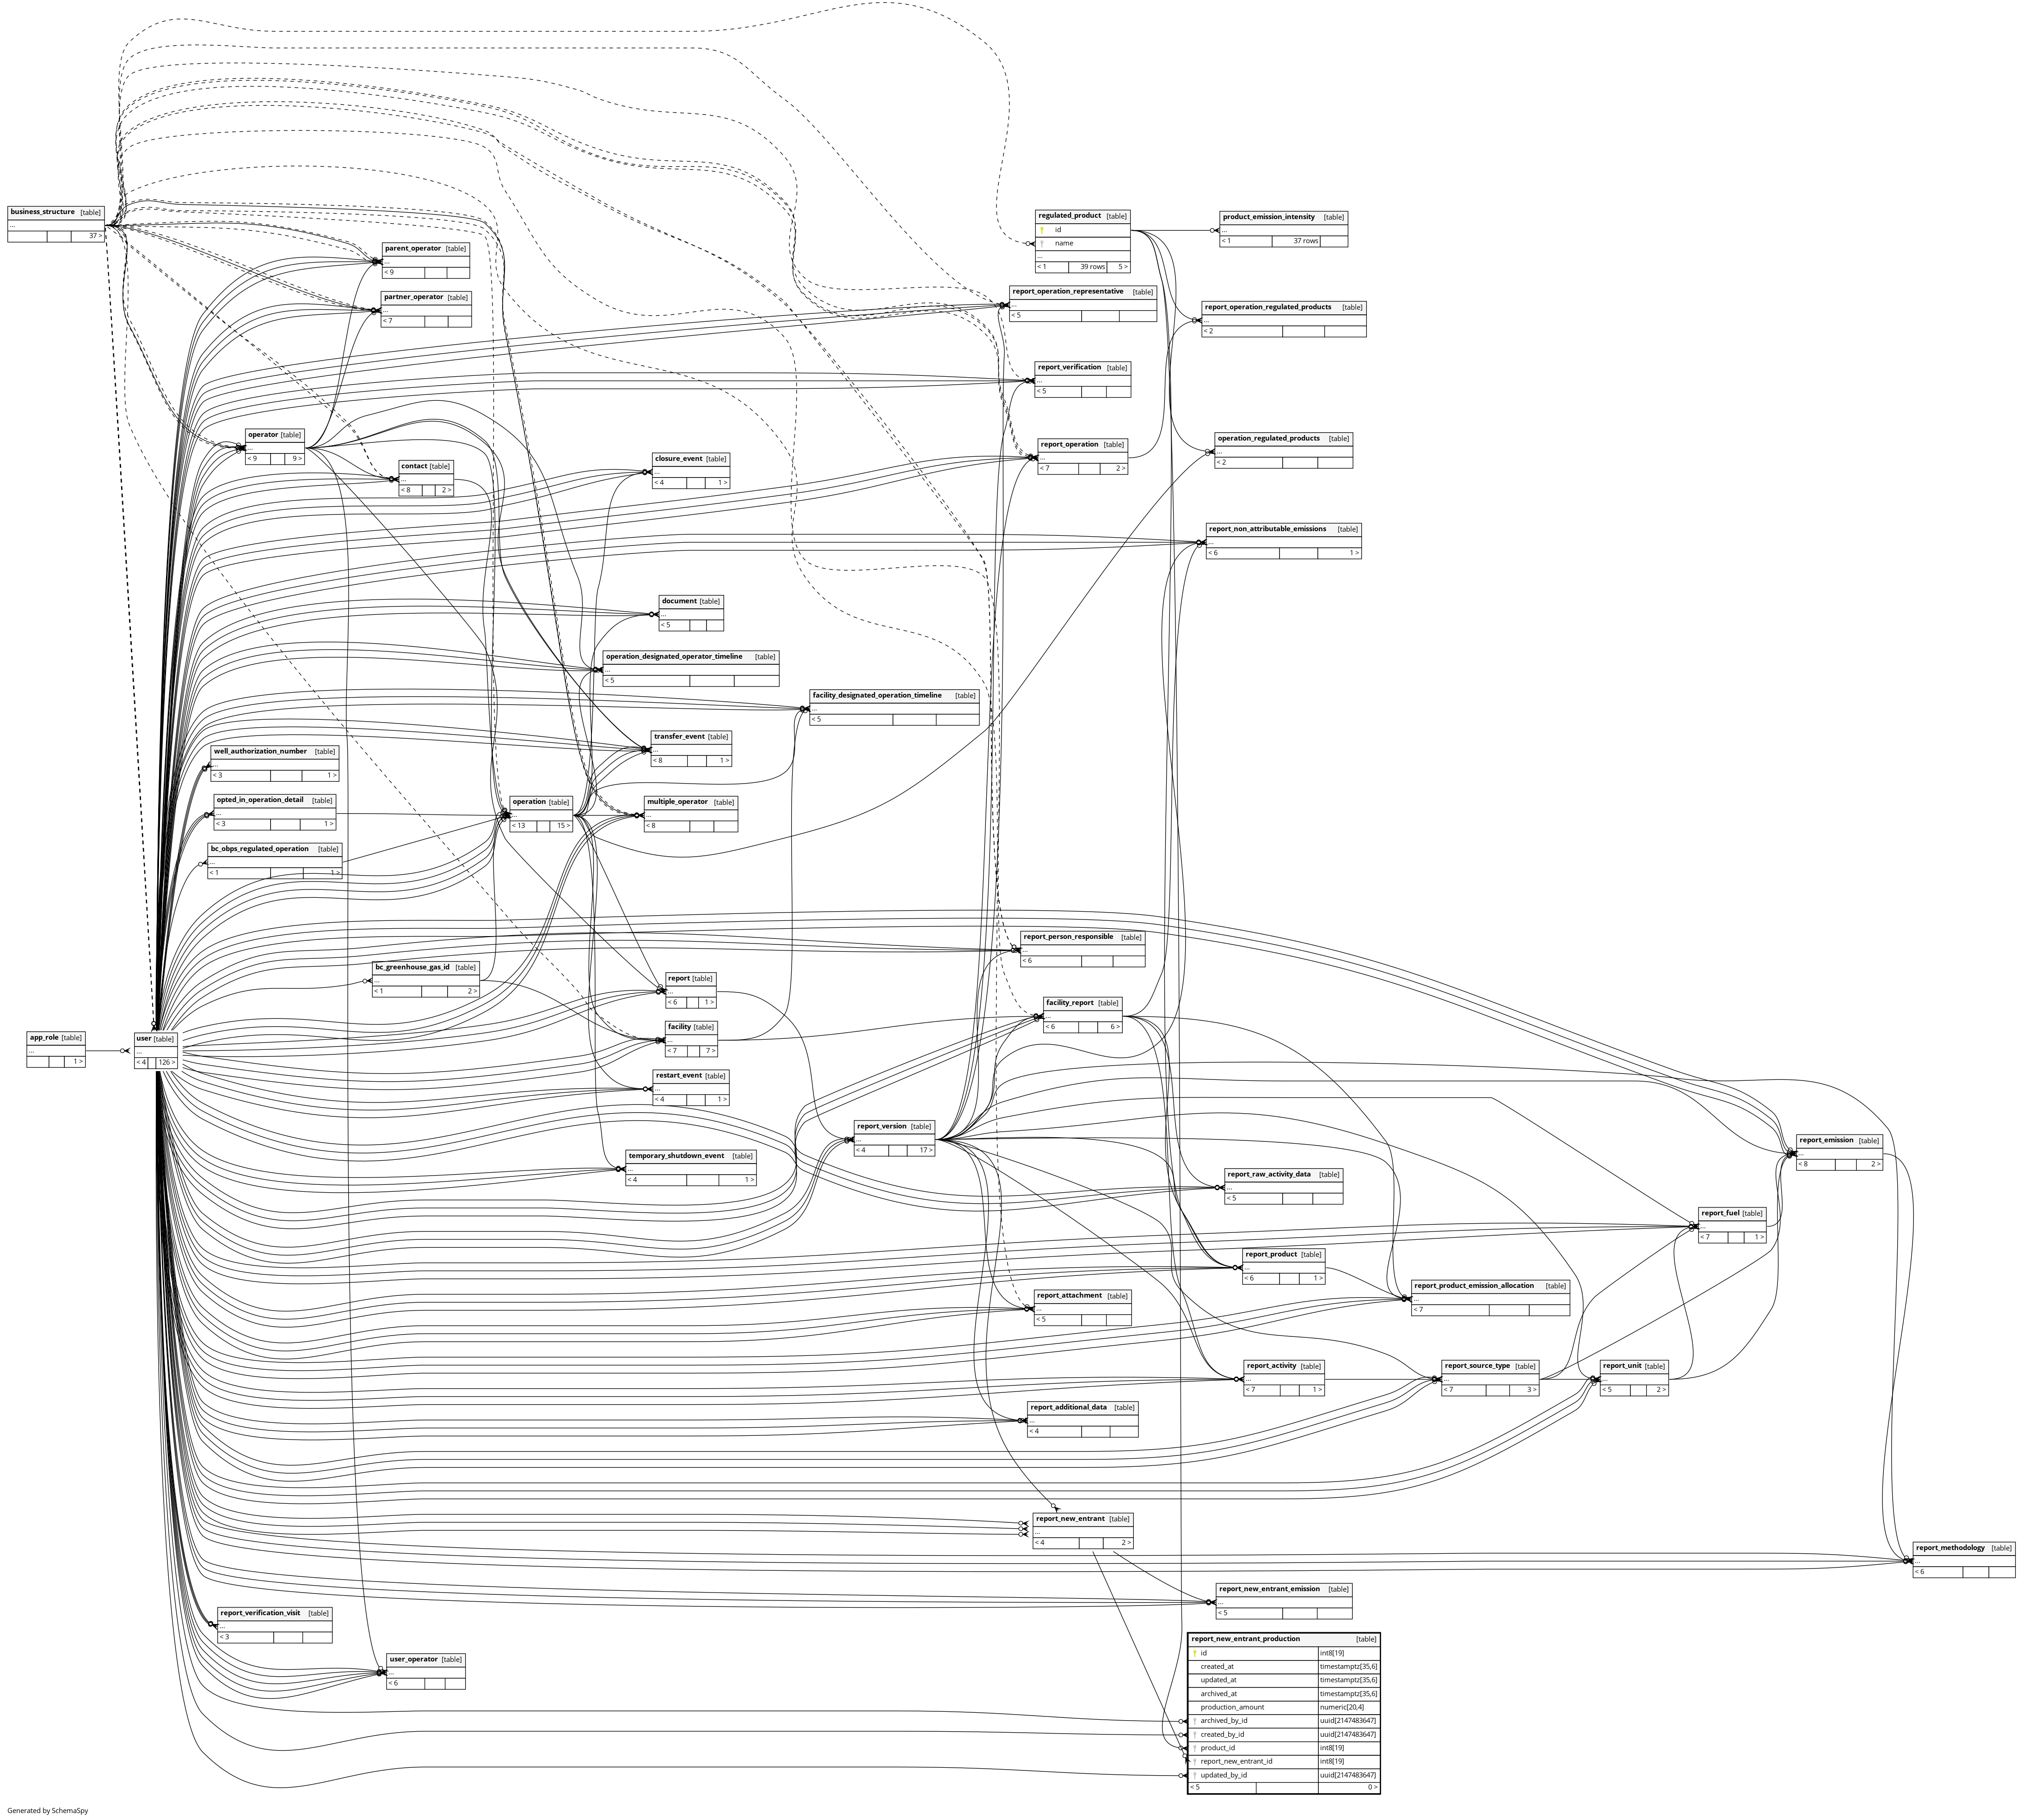 business_structure [table]
...
37 >
parent_operator [table]
...
< 9
partner_operator [table]
...
< 7
regulated_product [table]
id
name
...
< 1 39 rows 5 >
product_emission_intensity [table]
...
< 1 37 rows
report_operation_representative [table]
...
< 5
report_operation_regulated_products [table]
...
< 2
report_verification [table]
...
< 5
operator [table]
...
< 9 9 >
contact [table]
...
< 8 2 >
closure_event [table]
...
< 4 1 >
report_operation [table]
...
< 7 2 >
operation_regulated_products [table]
...
< 2
report_non_attributable_emissions [table]
...
< 6 1 >
document [table]
...
< 5
operation_designated_operator_timeline [table]
...
< 5
facility_designated_operation_timeline [table]
...
< 5
transfer_event [table]
...
< 8 1 >
well_authorization_number [table]
...
< 3 1 >
opted_in_operation_detail [table]
...
< 3 1 >
operation [table]
...
< 13 15 >
multiple_operator [table]
...
< 8
bc_obps_regulated_operation [table]
...
< 1 1 >
report_person_responsible [table]
...
< 6
bc_greenhouse_gas_id [table]
...
< 1 2 >
report [table]
...
< 6 1 >
facility_report [table]
...
< 6 6 >
app_role [table]
...
1 >
user [table]
...
< 4 126 >
facility [table]
...
< 7 7 >
restart_event [table]
...
< 4 1 >
report_version [table]
...
< 4 17 >
report_emission [table]
...
< 8 2 >
temporary_shutdown_event [table]
...
< 4 1 >
report_raw_activity_data [table]
...
< 5
report_fuel [table]
...
< 7 1 >
report_product [table]
...
< 6 1 >
report_product_emission_allocation [table]
...
< 7
report_attachment [table]
...
< 5
report_activity [table]
...
< 7 1 >
report_source_type [table]
...
< 7 3 >
report_unit [table]
...
< 5 2 >
report_additional_data [table]
...
< 4
report_new_entrant [table]
...
< 4 2 >
report_methodology [table]
...
< 6
report_new_entrant_emission [table]
...
< 5
report_verification_visit [table]
...
< 3
user_operator [table]
...
< 6
report_new_entrant_production [table]
id int8[19]
created_at timestamptz[35,6]
updated_at timestamptz[35,6]
archived_at timestamptz[35,6]
production_amount numeric[20,4]
archived_by_id uuid[2147483647]
created_by_id uuid[2147483647]
product_id int8[19]
report_new_entrant_id int8[19]
updated_by_id uuid[2147483647]
< 5 0 >
Generated by SchemaSpy